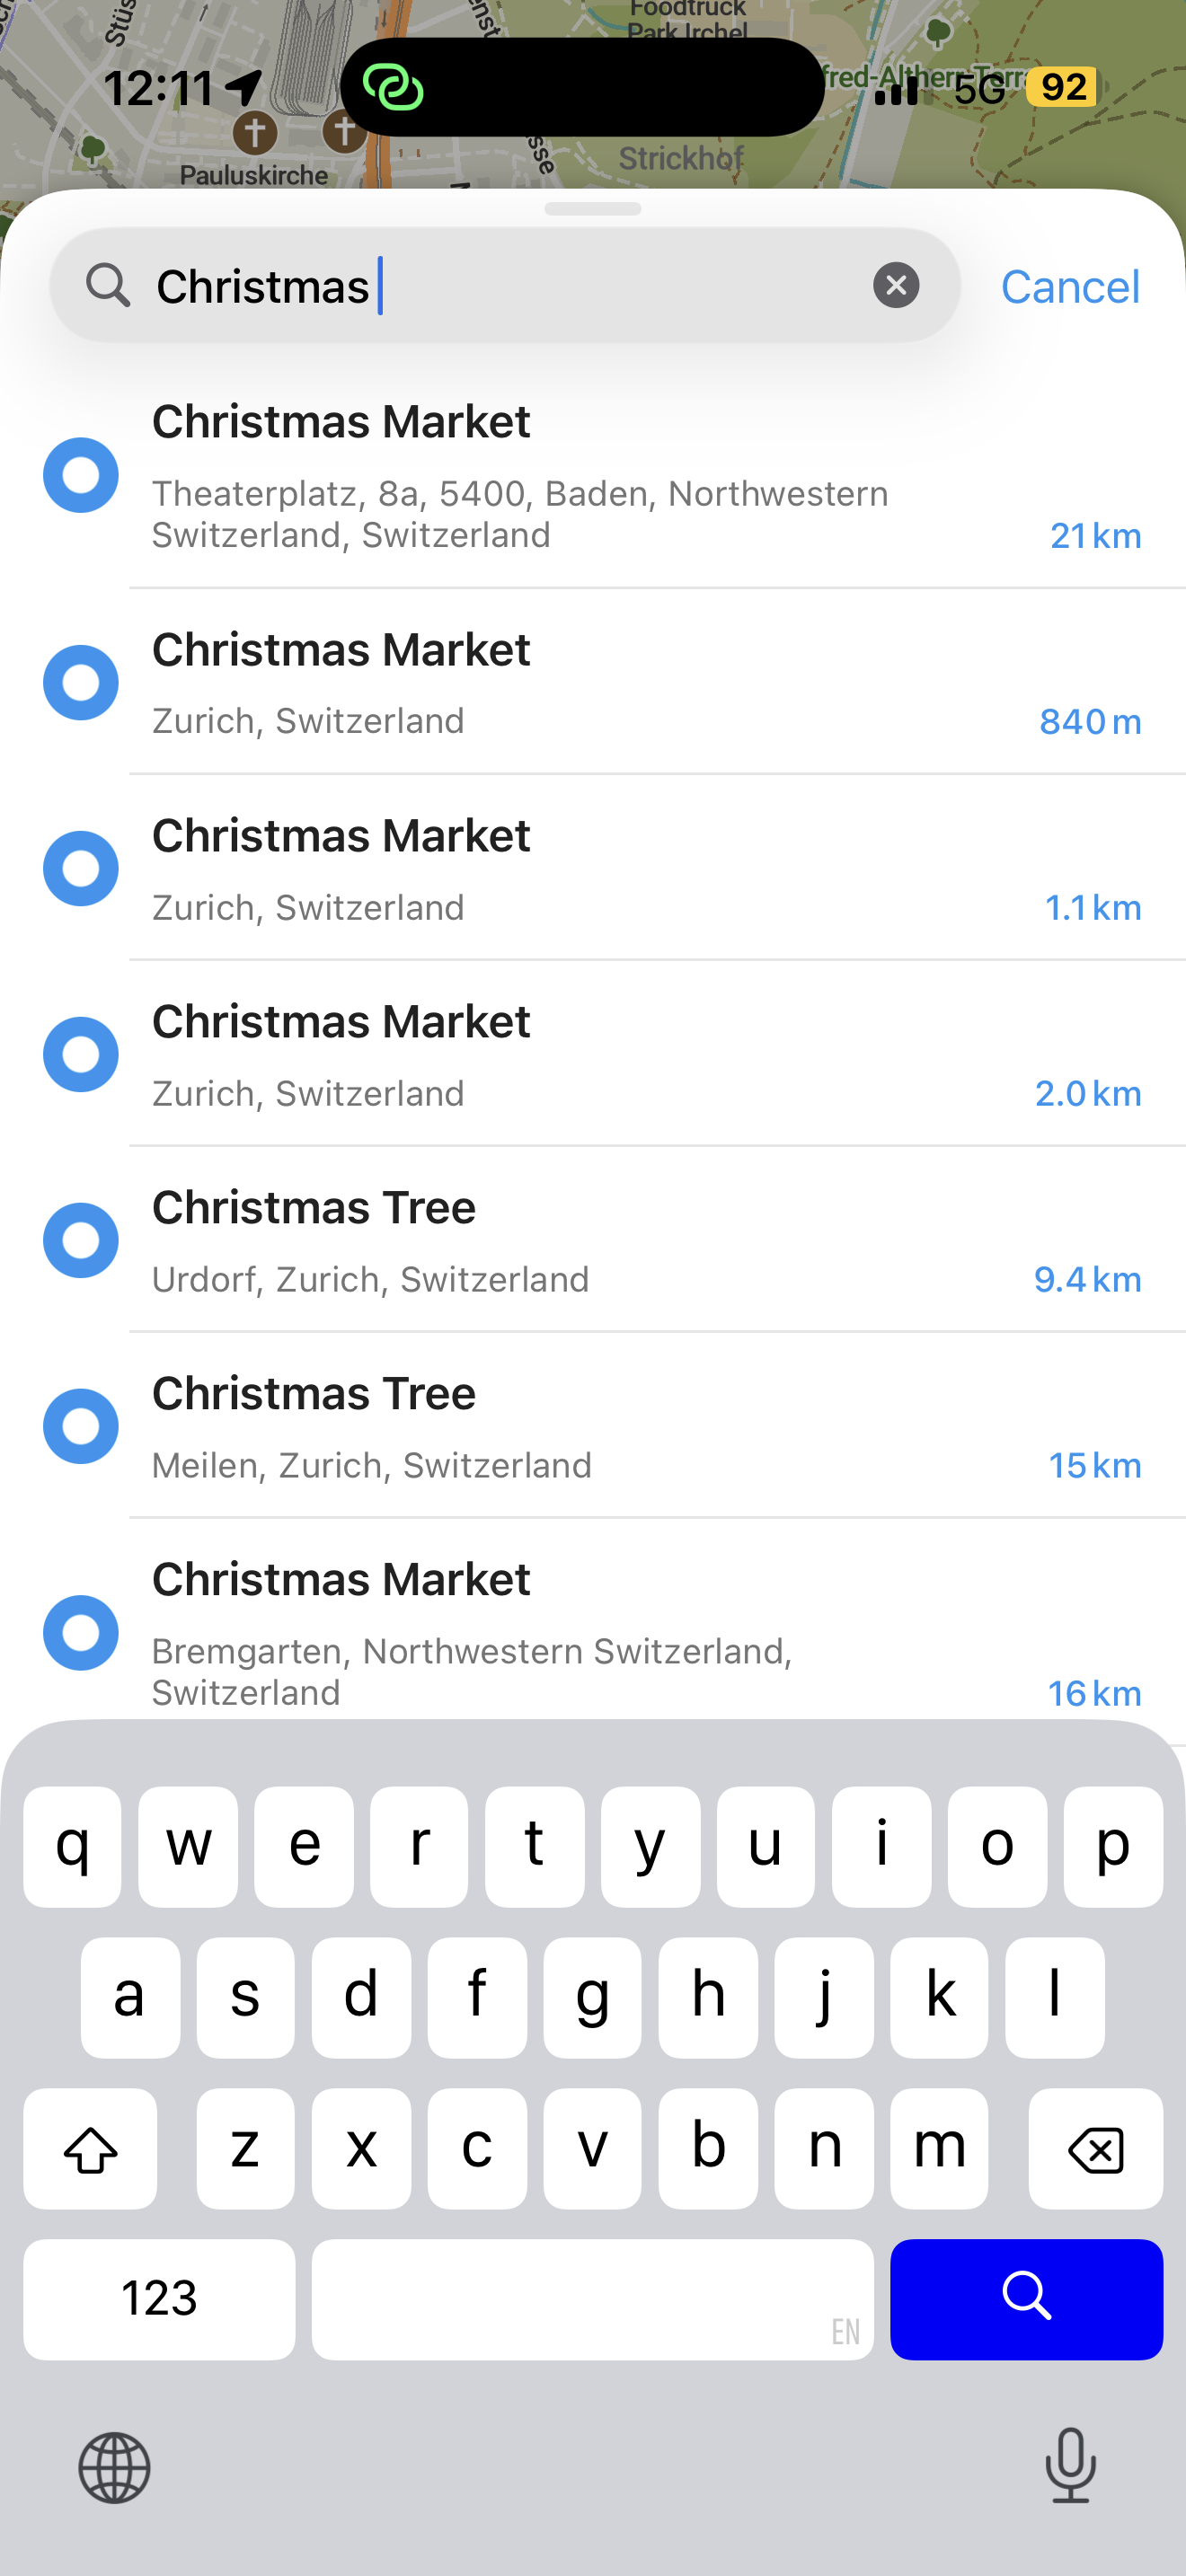 Foodtruck
Park Irchel
12:11
5G
92
Pauluskirche
Strickhof
Christmas
Cancel
Christmas Market
Theaterplatz, 8a, 5400, Baden, Northwestern
Switzerland, Switzerland
21 km
Christmas Market
Zurich, Switzerland
840 m
Christmas Market
Zurich, Switzerland
1.1 km
Christmas Market
Zurich, Switzerland
2.0 km
Christmas Tree
Urdorf, Zurich, Switzerland
9.4 km
Christmas Tree
Meilen, Zurich, Switzerland
15 km
Christmas Market
Bremgarten, Northwestern Switzerland,
Switzerland
16 km
q w e r t y u i o p
a s d f g h j k l
z x c v b n m
123
EN